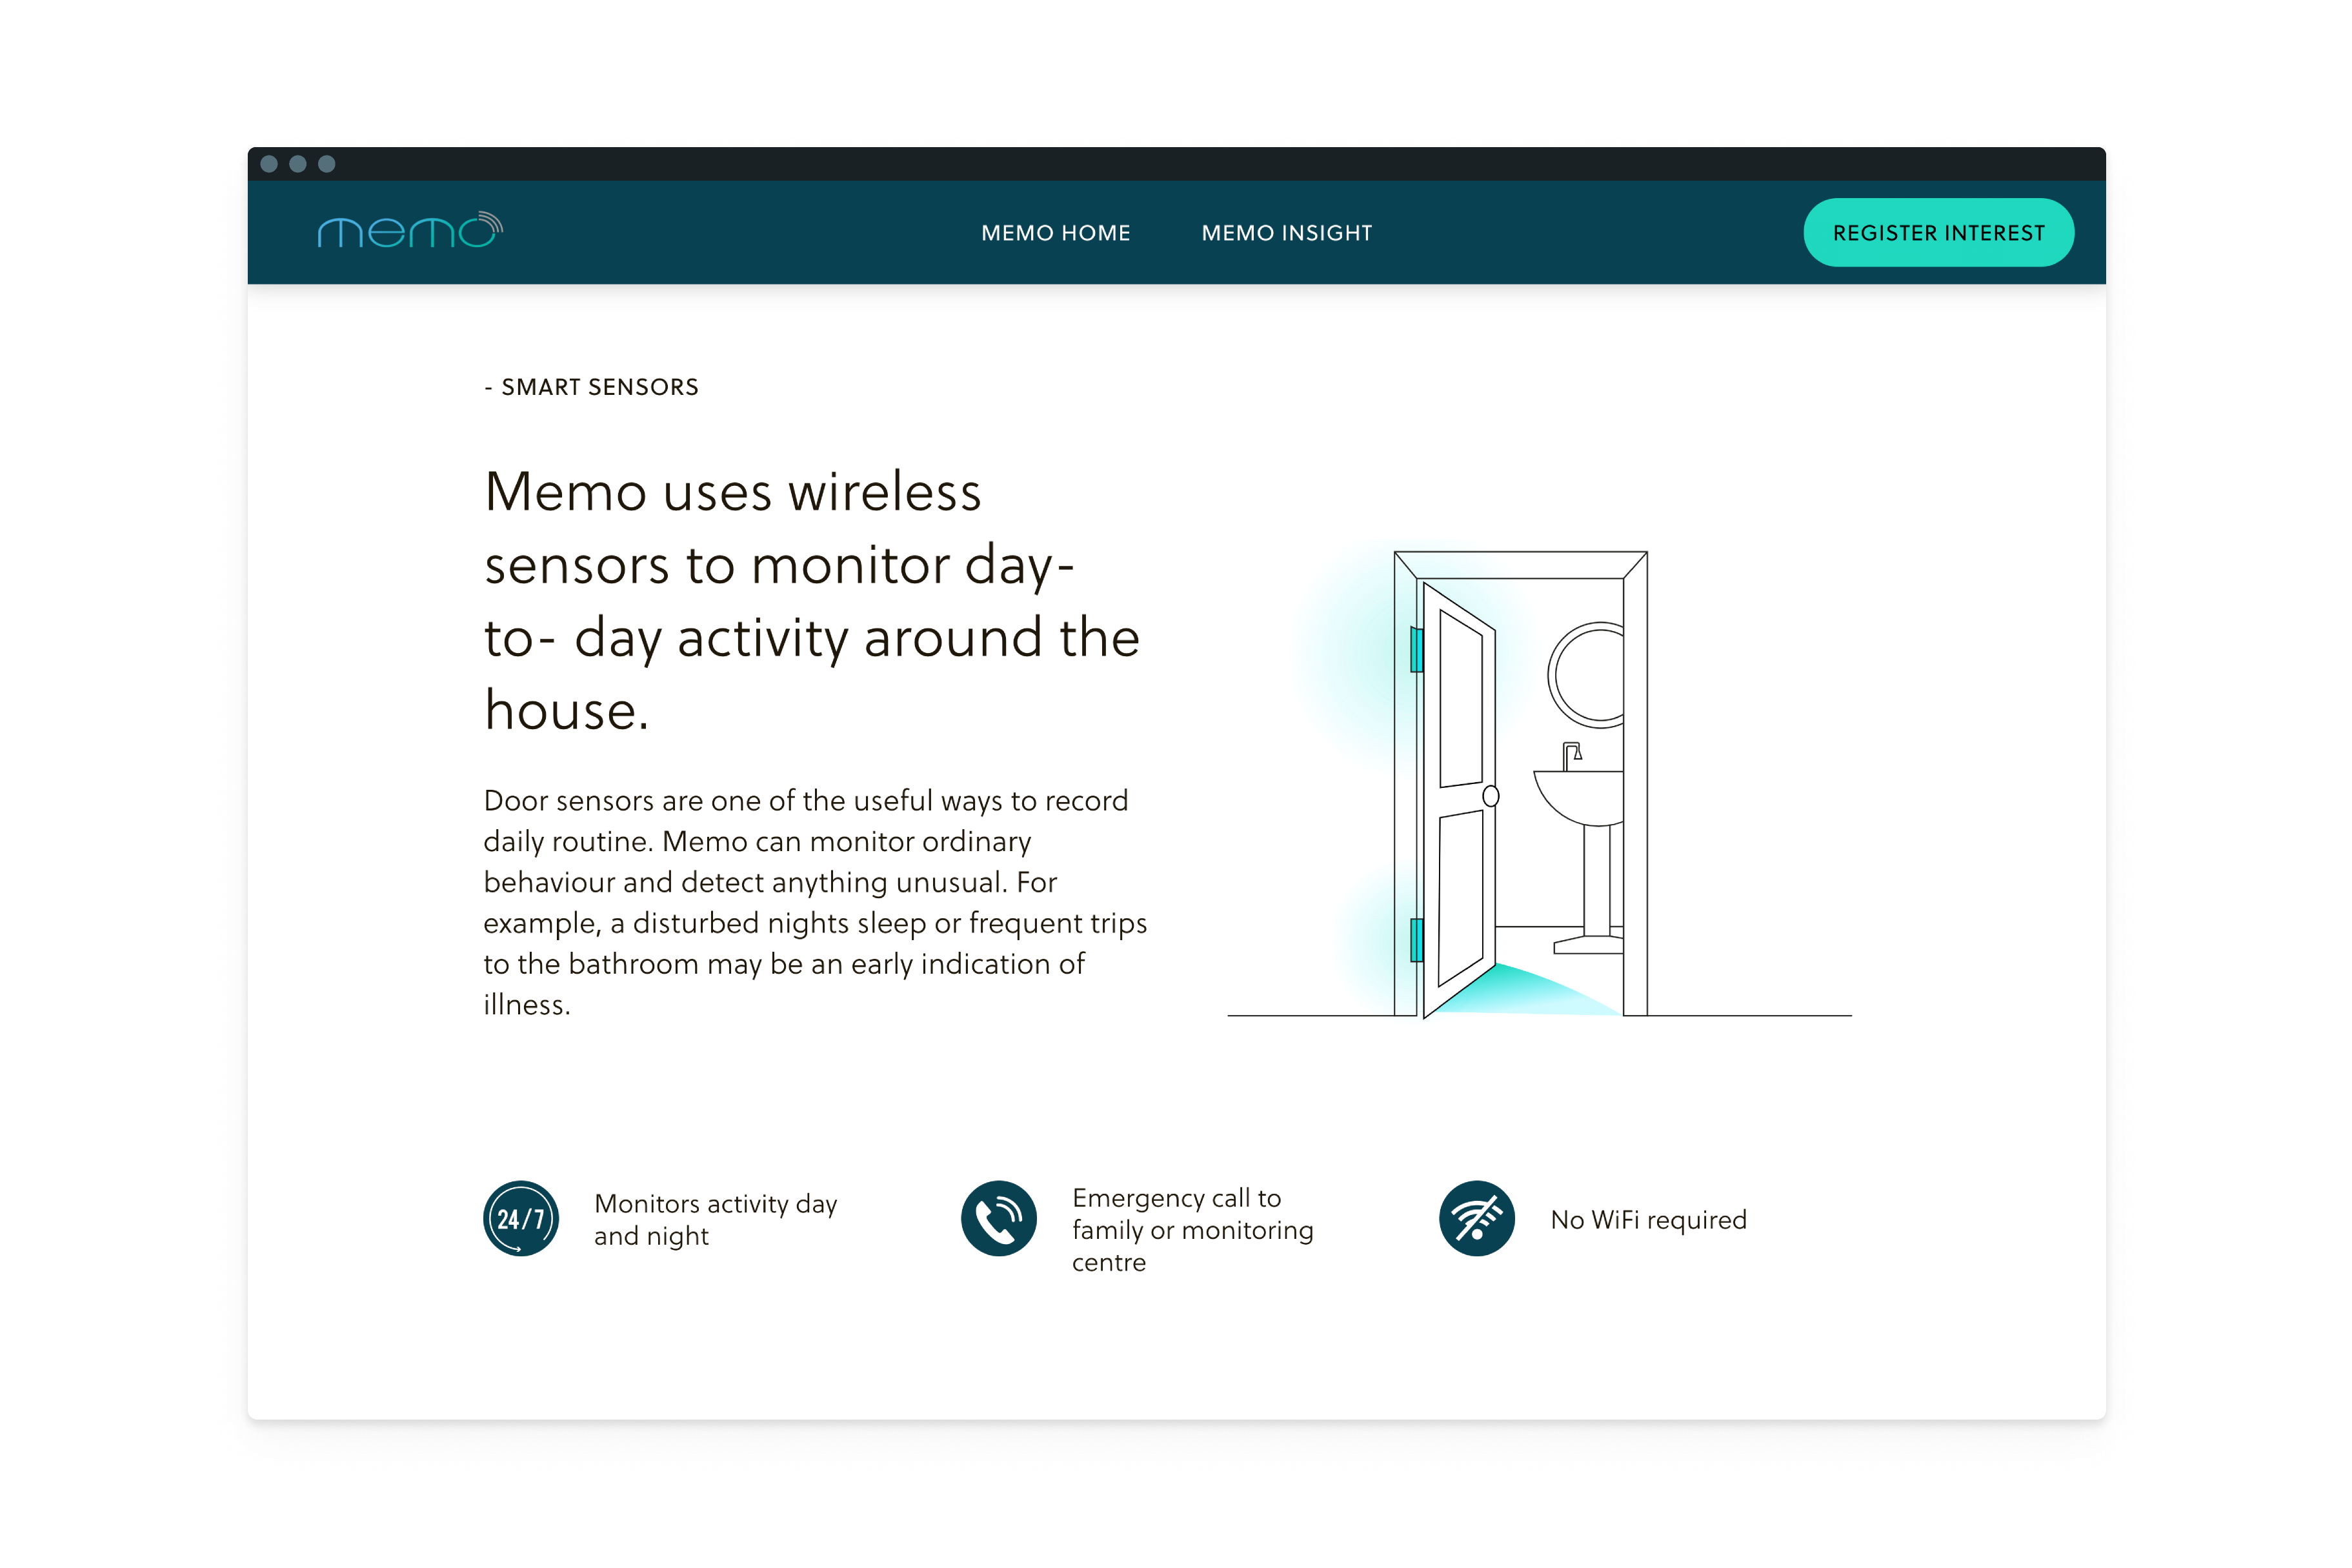 memo
MEMO HOME
MEMO INSIGHT
REGISTER INTEREST
- SMART SENSORS
Memo uses wireless
sensors to monitor day-
to- day activity around the
house.
Door sensors are one of the useful ways to record
daily routine. Memo can monitor ordinary
behaviour and detect anything unusual. For
example, a disturbed nights sleep or frequent trips
to the bathroom may be an early indication of
illness.
24/7
Monitors activity day
and night
Emergency call to
family or monitoring
centre
No WiFi required